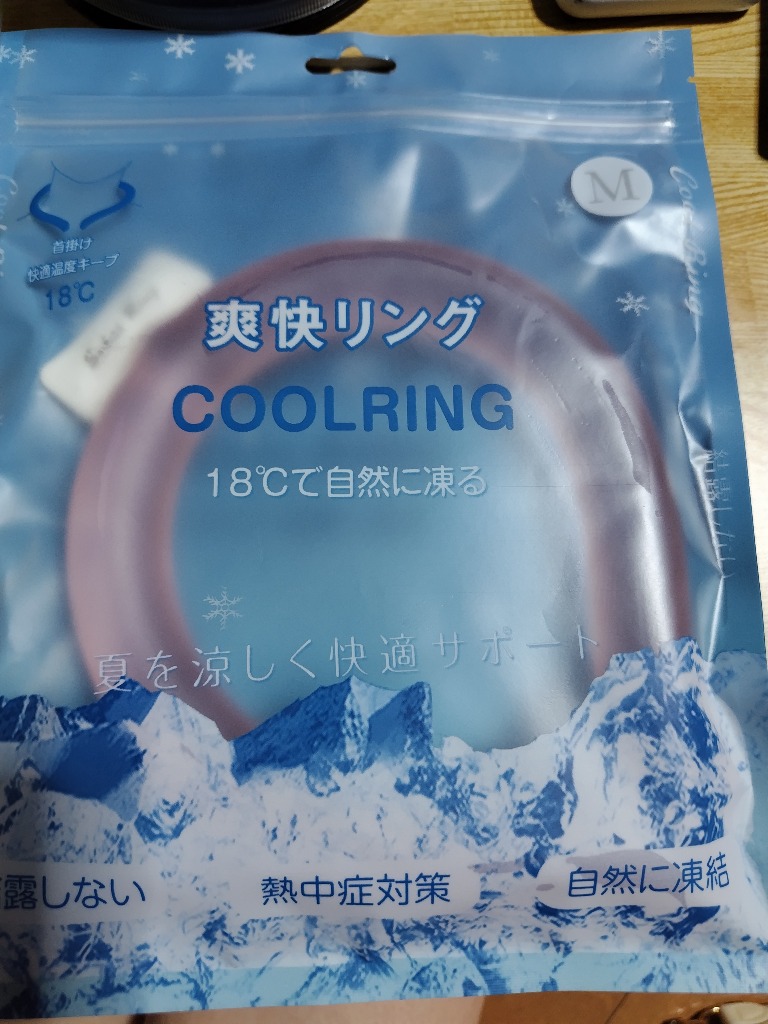 M
首掛け
快適温度キープ
18℃
爽快リング
COOLRING
18℃で自然に凍る
夏を涼しく快適サポート
露しない
熱中症対策
自然に凍結